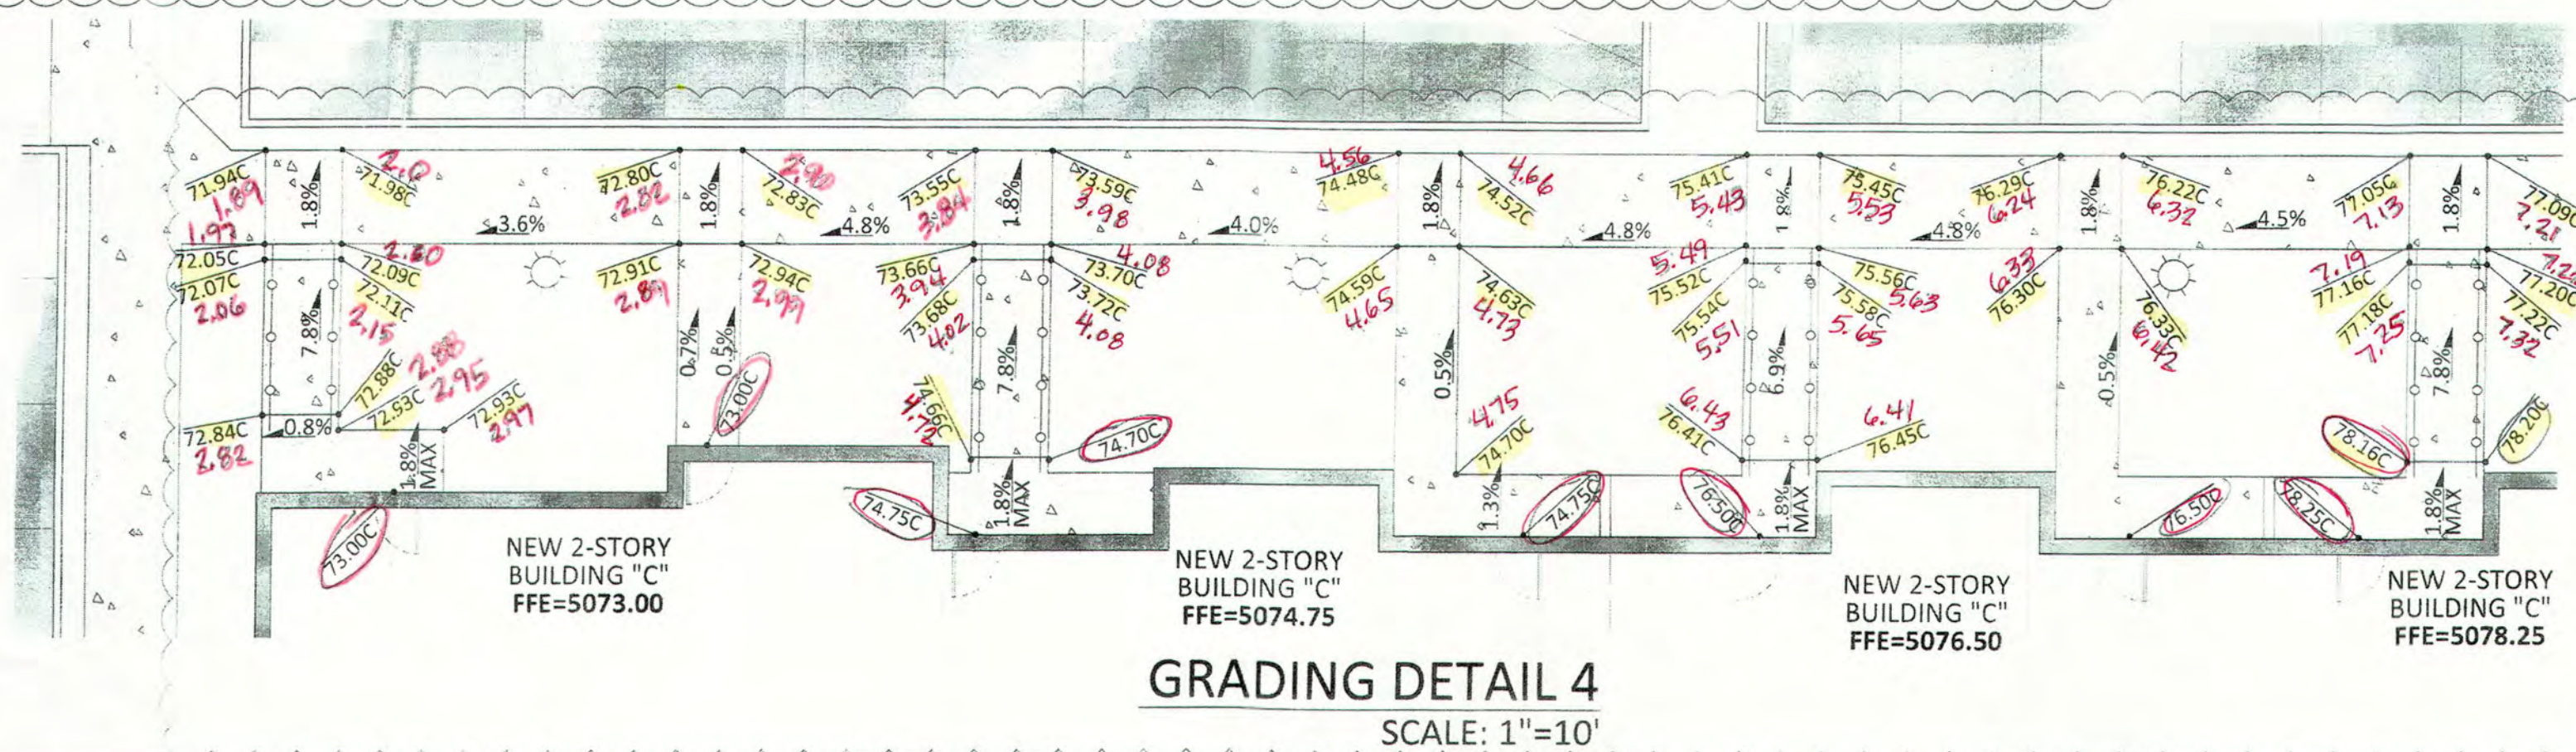 71.94C
1.89
1.8%
2.0
71.98C
3.6%
72.80C
2.82
1.8%
2.90
72.83C
4.8%
73.55C
3.84
1.8%
73.59C
3.98
4.0%
4.56
74.48C
1.8%
4.66
74.52C
4.8%
75.41C
5.43
1.8%
75.45C
5.53
4.8%
76.29C
6.24
1.8%
76.22C
6.32
4.5%
77.05C
7.13
1.8%
77.09C
7.21
1.97
72.05C
72.07C
2.06
72.09C
72.11C
2.15
7.8%
72.91C
2.89
72.94C
2.99
0.7%
0.5%
73.00C
73.66C
3.94
73.68C
4.02
7.8%
4.08
73.70C
73.72C
4.08
74.59C
4.65
74.63C
4.73
0.5%
5.49
75.52C
75.54C
5.51
6.9%
75.56C
5.63
75.58C
5.65
6.33
76.30C
76.33C
6.42
0.5%
7.19
77.16C
77.18C
7.25
7.8%
77.20C
77.22C
7.32
72.88C
2.88
72.93C
2.95
72.93C
2.97
72.84C
2.82
0.8%
1.8%
MAX
73.00C
74.66C
4.72
74.70C
74.75C
1.8%
MAX
4.75
74.70C
1.3%
74.75C
6.43
76.41C
6.41
76.45C
76.50C
1.8%
MAX
76.50C
78.16C
78.20C
78.25C
1.8%
MAX
NEW 2-STORY
BUILDING "C"
FFE=5073.00
NEW 2-STORY
BUILDING "C"
FFE=5074.75
NEW 2-STORY
BUILDING "C"
FFE=5076.50
NEW 2-STORY
BUILDING "C"
FFE=5078.25
GRADING DETAIL 4
SCALE: 1"=10'